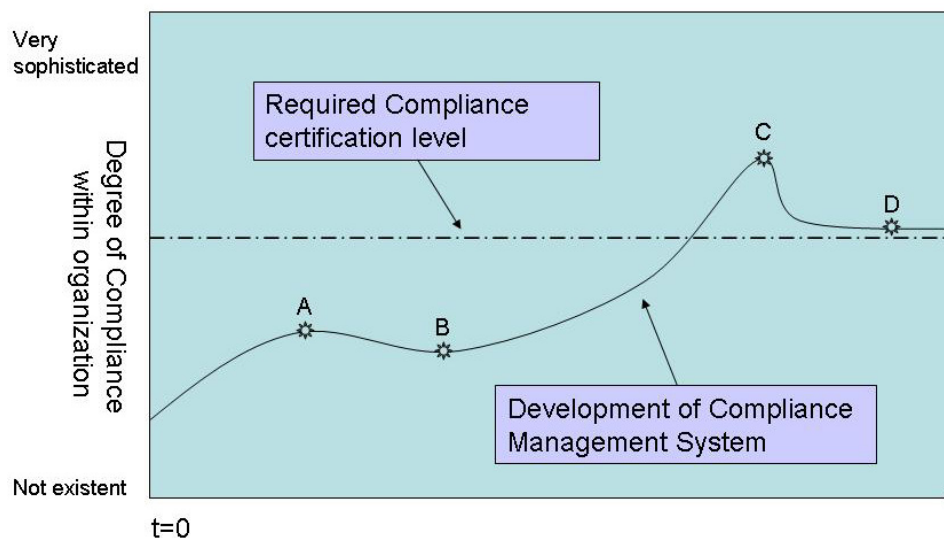 Very
sophisticated
Required Compliance
certification level
C
D
Degree of Compliance
within organization
A
B
Development of Compliance
Management System
Not existent
t=0